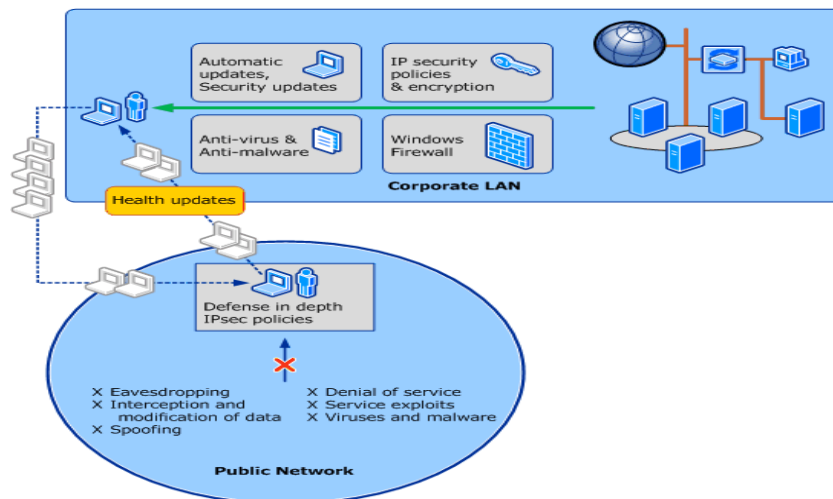 Automatic
updates,
Security updates
IP security
policies
& encryption
Anti-virus &
Anti-malware
Windows
Firewall
Corporate LAN
Health updates
Defense in depth
IPsec policies
X Eavesdropping
X Interception and
modification of data
X Spoofing
X Denial of service
X Service exploits
X Viruses and malware
Public Network